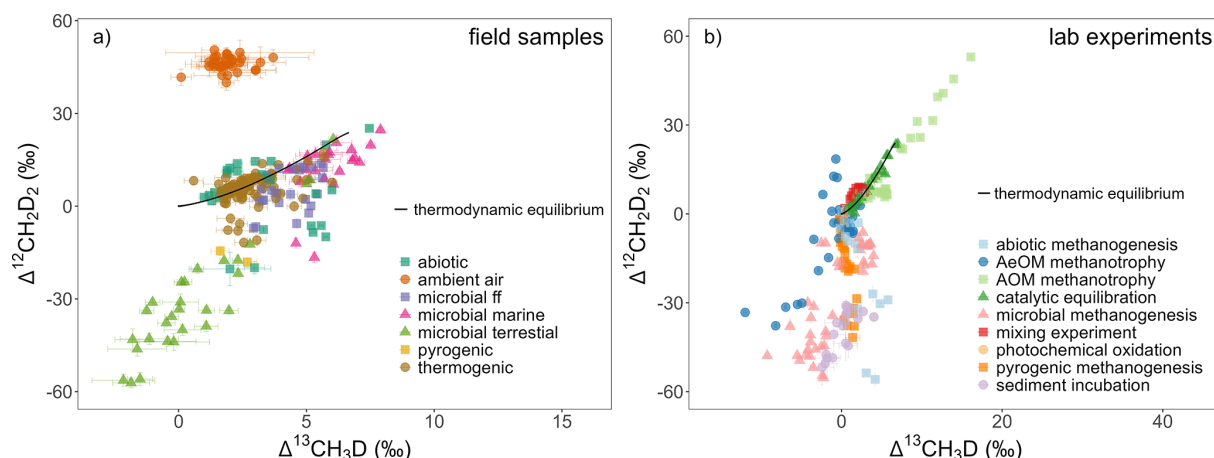 a) field samples
60
30
0
-30
-60
Δ¹²CH₂D₂ (‰)
thermodynamic equilibrium
abiotic
ambient air
microbial ff
microbial marine
microbial terrestial
pyrogenic
thermogenic
0 5 10 15
Δ¹³CH₃D (‰)
b) lab experiments
60
30
0
-30
-60
Δ¹²CH₂D₂ (‰)
thermodynamic equilibrium
abiotic methanogenesis
AeOM methanotrophy
AOM methanotrophy
catalytic equilibration
microbial methanogenesis
mixing experiment
photochemical oxidation
pyrogenic methanogenesis
sediment incubation
0 20 40
Δ¹³CH₃D (‰)